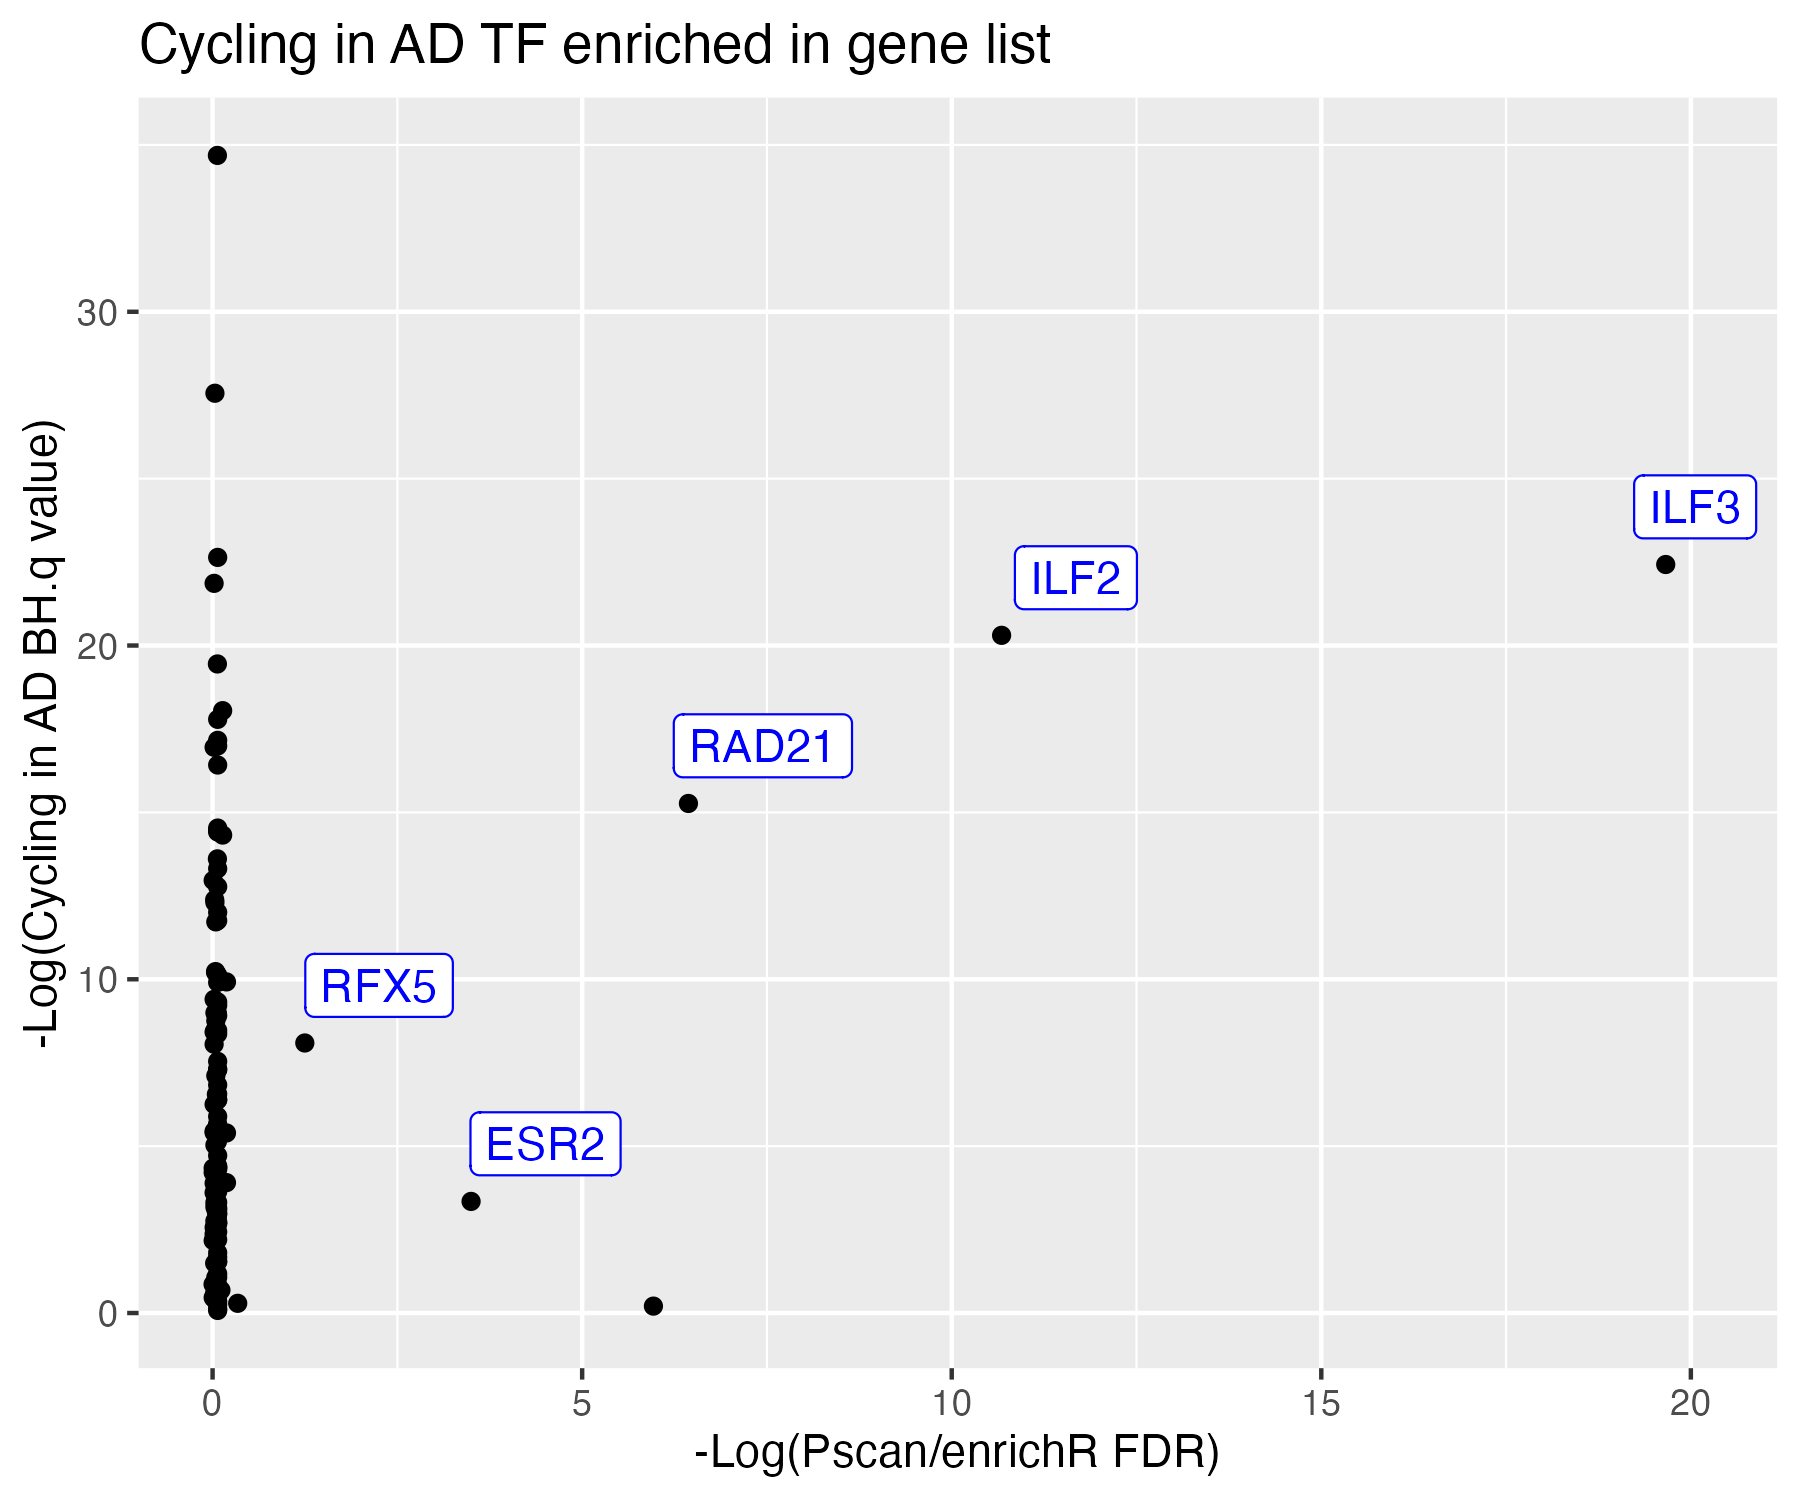 Cycling in AD TF enriched in gene list
-Log(Cycling in AD BH.q value)
30
20
10
0
ILF3
ILF2
RAD21
RFX5
ESR2
0 5 10 15 20
-Log(Pscan/enrichR FDR)